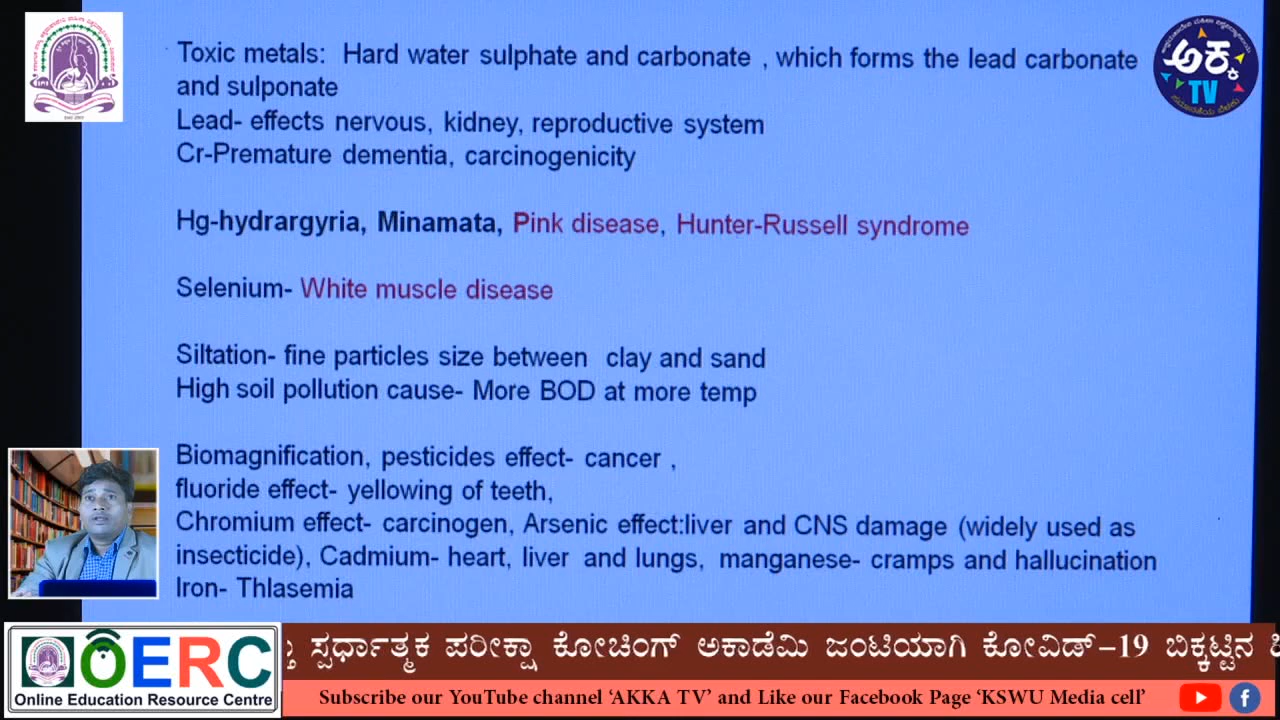 Toxic metals: Hard water sulphate and carbonate , which forms the lead carbonate
and sulponate
Lead- effects nervous, kidney, reproductive system
Cr-Premature dementia, carcinogenicity
Hg-hydrargyria, Minamata, Pink disease, Hunter-Russell syndrome
Selenium- White muscle disease
Siltation- fine particles size between clay and sand
High soil pollution cause- More BOD at more temp
Biomagnification, pesticides effect- cancer ,
fluoride effect- yellowing of teeth,
Chromium effect- carcinogen, Arsenic effect:liver and CNS damage (widely used as
insecticide), Cadmium- heart, liver and lungs, manganese- cramps and hallucination
Iron- Thlasemia
ಅಕ್ಕ
TV
OERC
Online Education Resource Centre
ಸ್ಪರ್ಧಾತ್ಮಕ ಪರೀಕ್ಷಾ ಕೋಚಿಂಗ್ ಅಕಾಡೆಮಿ ಜಂಟಿಯಾಗಿ ಕೋವಿಡ್-19 ಬಿಕ್ಕಟ್ಟಿನ
Subscribe our YouTube channel ‘AKKA TV’ and Like our Facebook Page ‘KSWU Media cell’